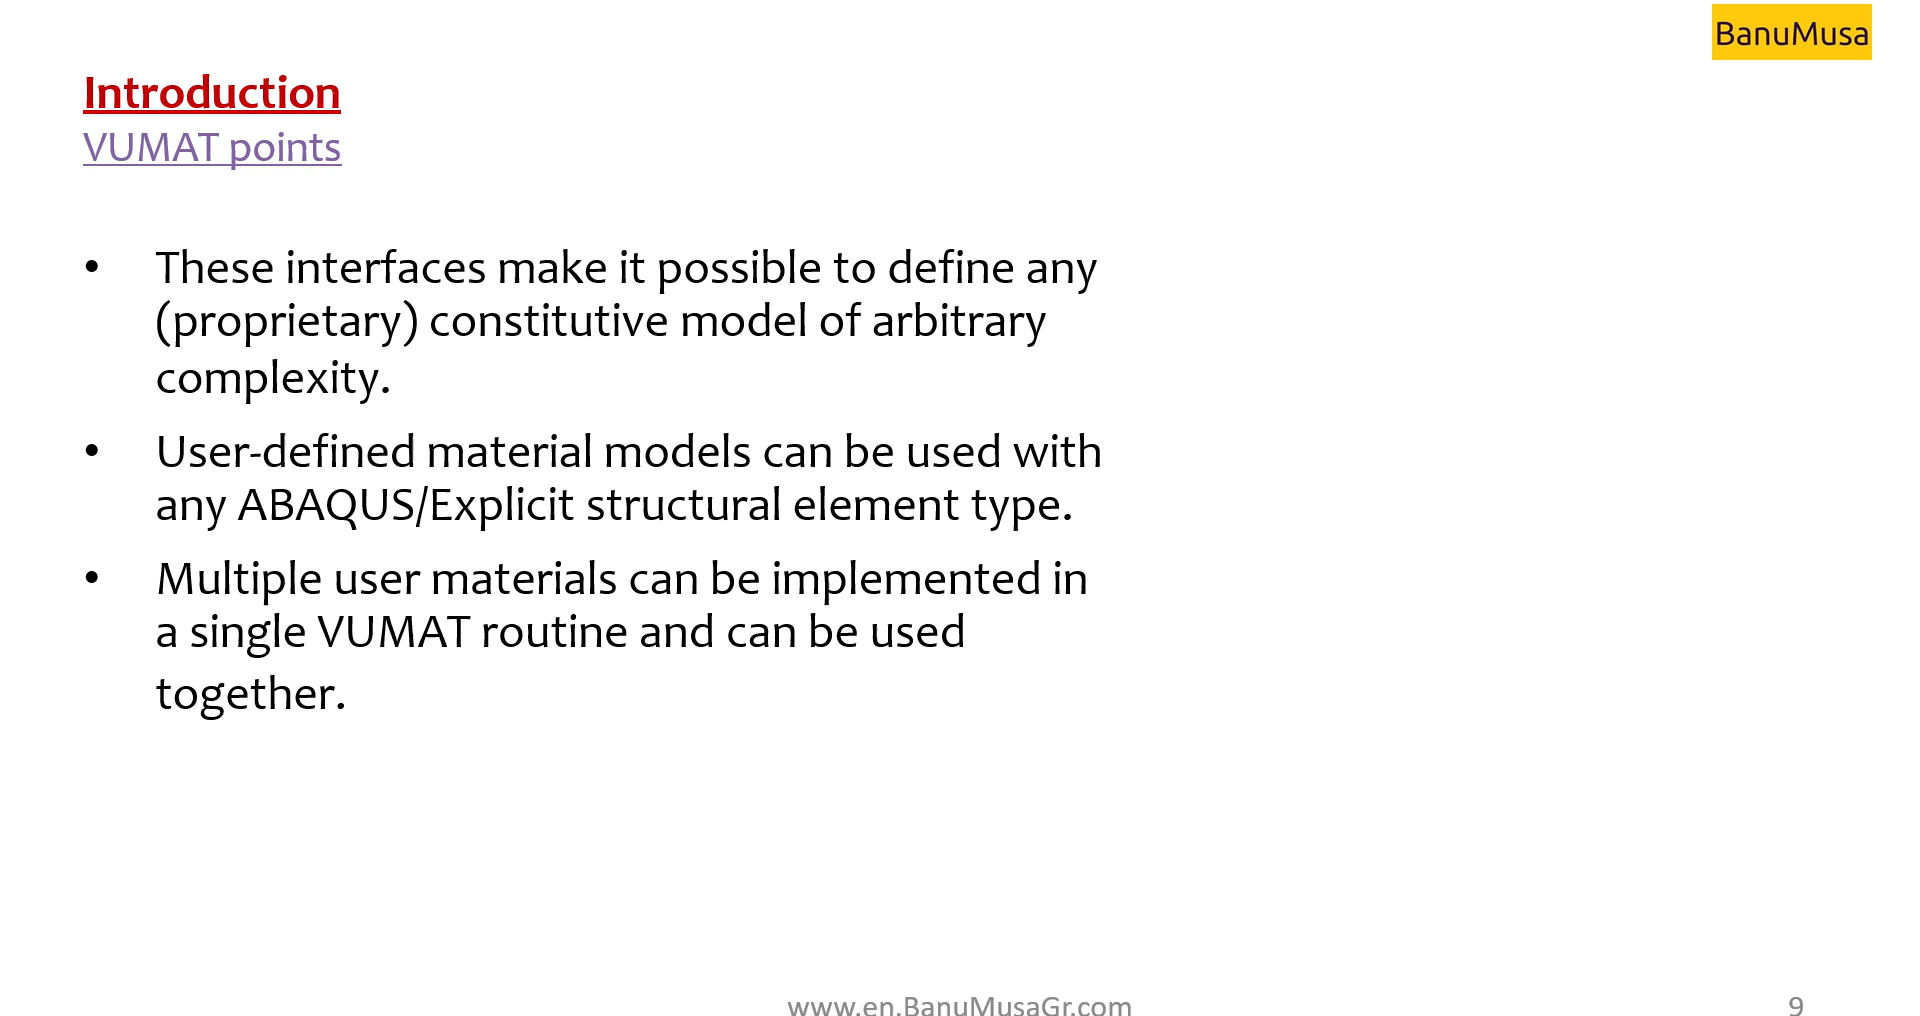 BanuMusa
Introduction
VUMAT points
• These interfaces make it possible to define any
(proprietary) constitutive model of arbitrary
complexity.
• User-defined material models can be used with
any ABAQUS/Explicit structural element type.
• Multiple user materials can be implemented in
a single VUMAT routine and can be used
together.
www.en.BanuMusaGr.com
9